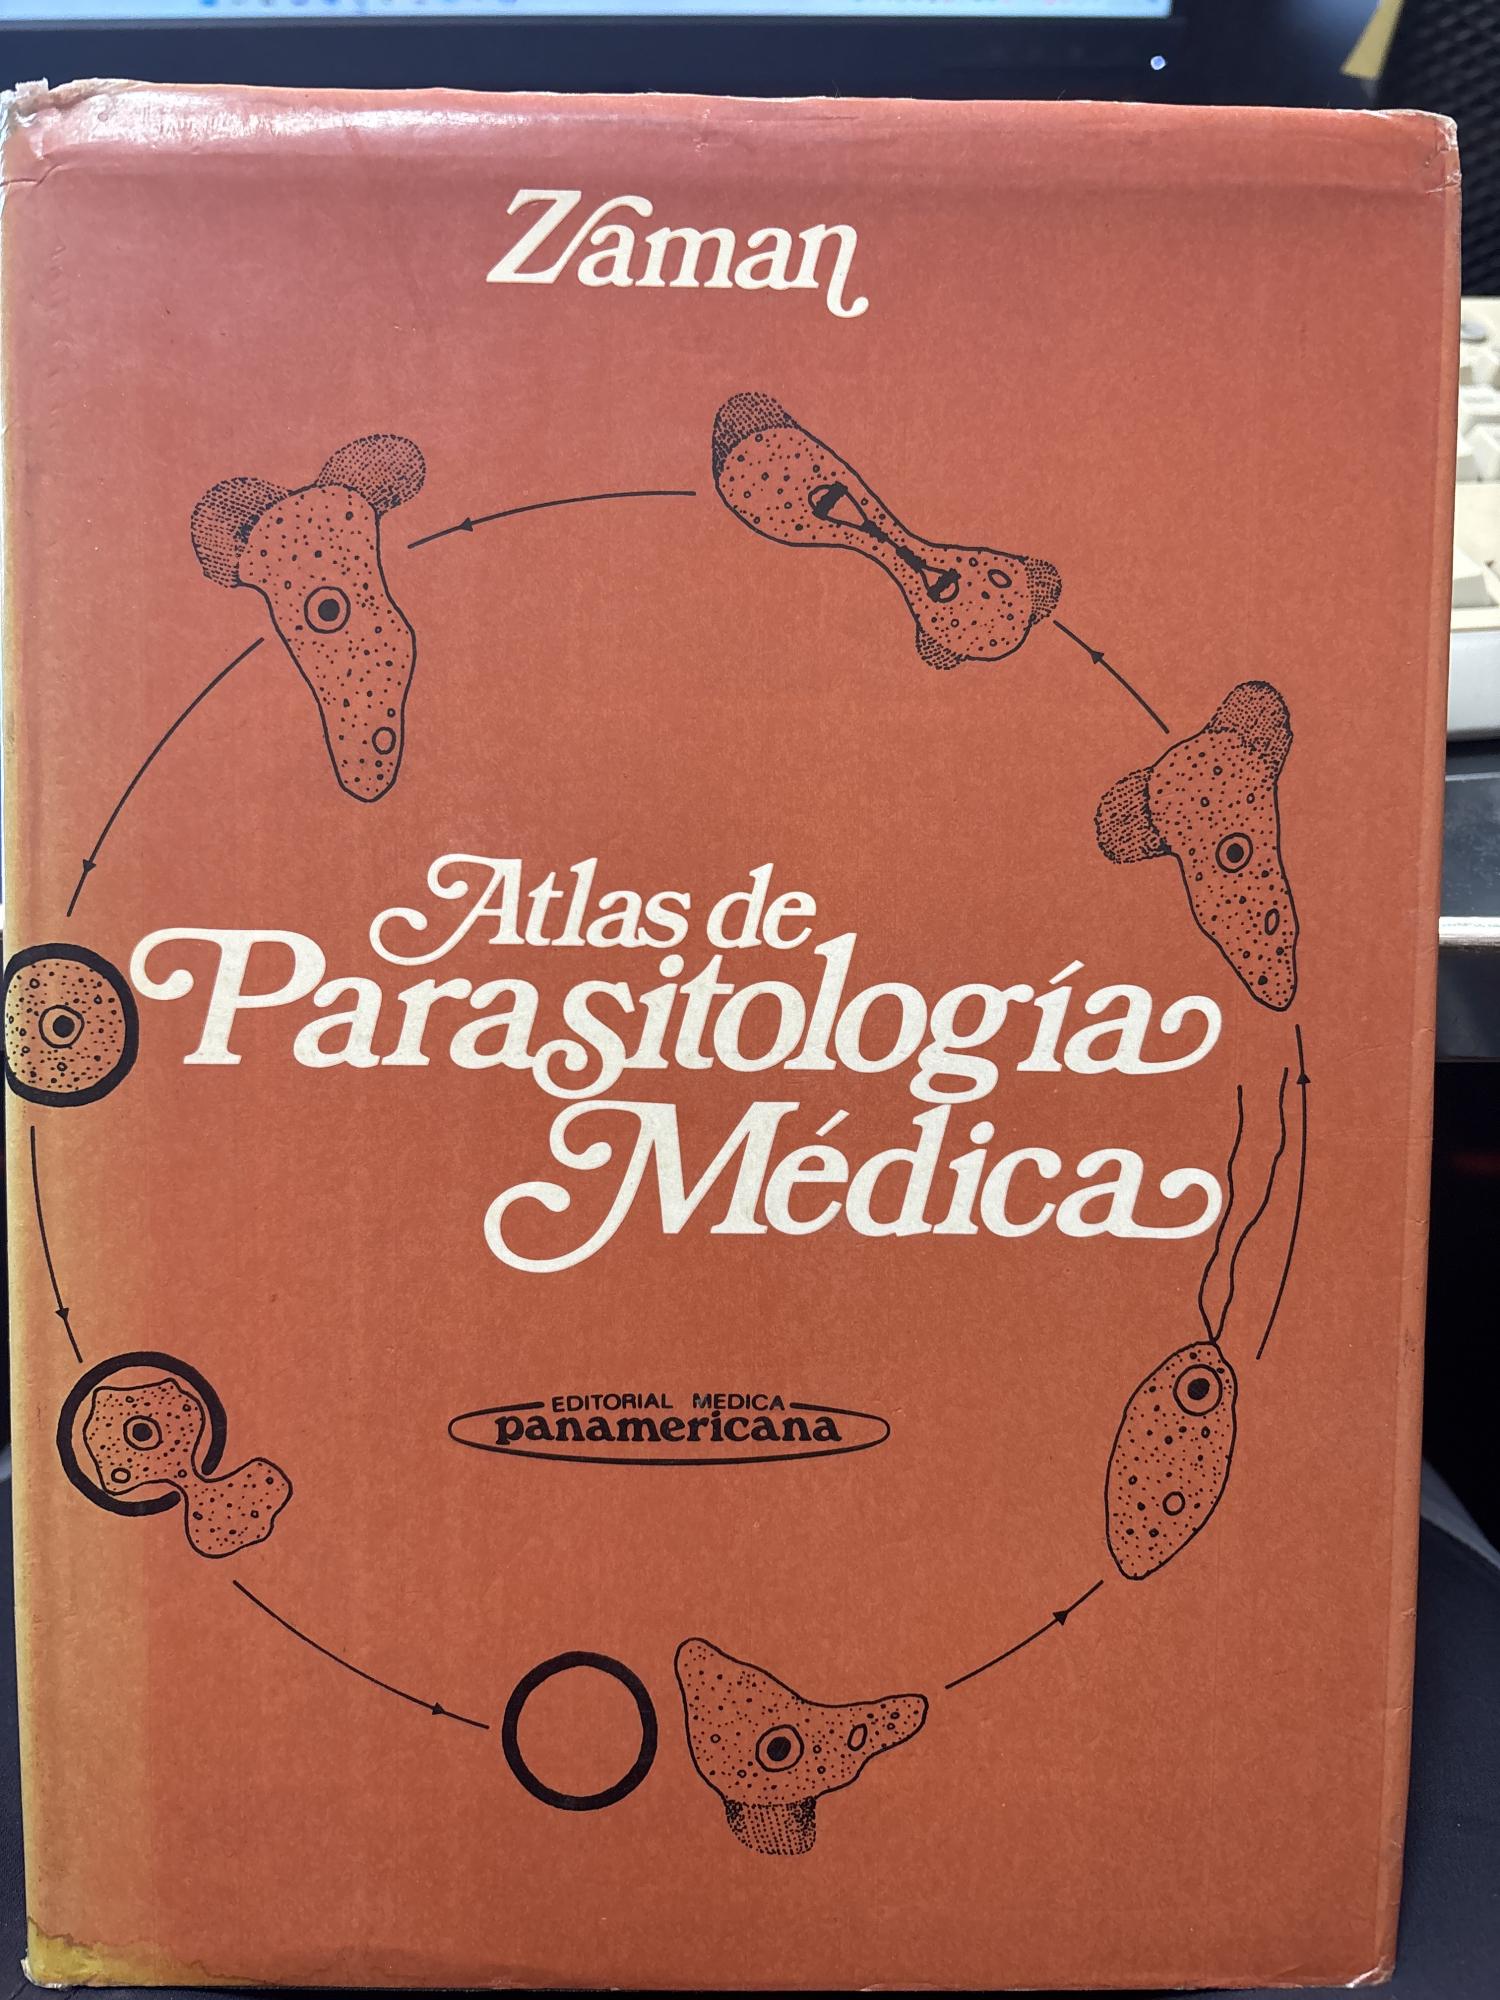 Zaman
Atlas de
Parasitología
Médica
EDITORIAL MEDICA
panamericana